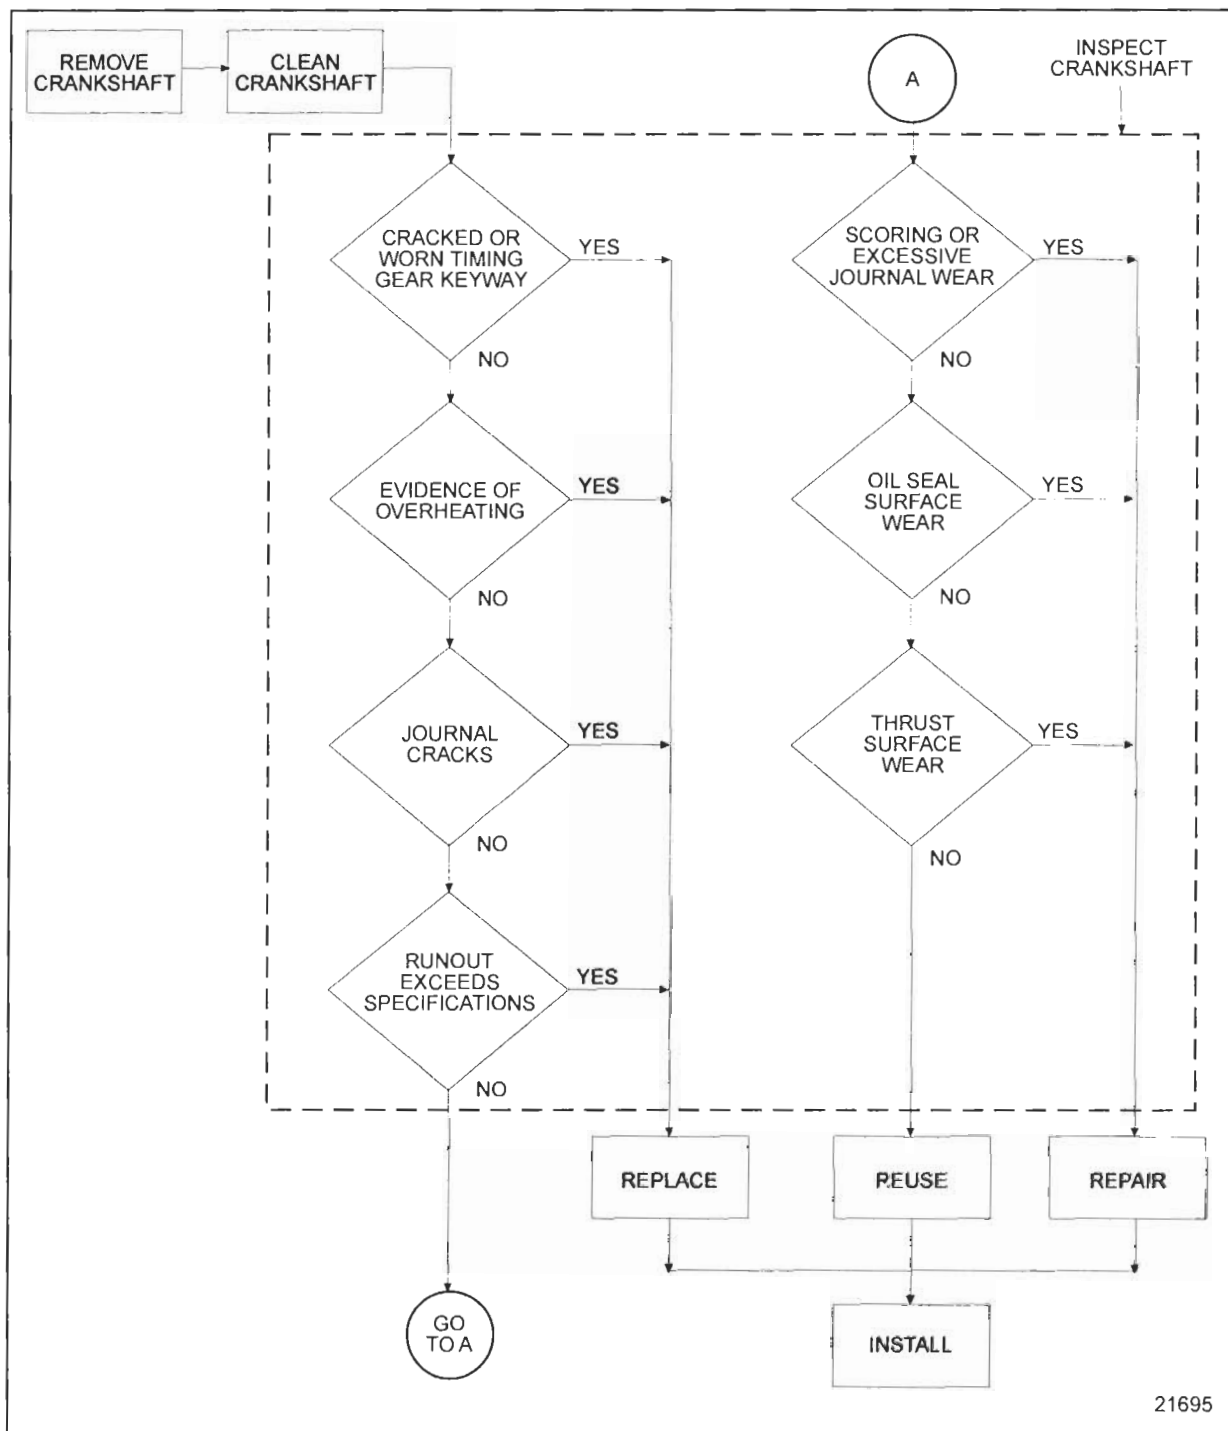 REMOVE
CRANKSHAFT
CLEAN
CRANKSHAFT
CRACKED OR
WORN TIMING
GEAR KEYWAY
YES
NO
EVIDENCE OF
OVERHEATING
YES
NO
JOURNAL
CRACKS
YES
NO
RUNOUT
EXCEEDS
SPECIFICATIONS
YES
NO
GO
TO A
A
INSPECT
CRANKSHAFT
SCORING OR
EXCESSIVE
JOURNAL WEAR
YES
NO
OIL SEAL
SURFACE
WEAR
YES
NO
THRUST
SURFACE
WEAR
YES
NO
REPLACE
REUSE
REPAIR
INSTALL
21695